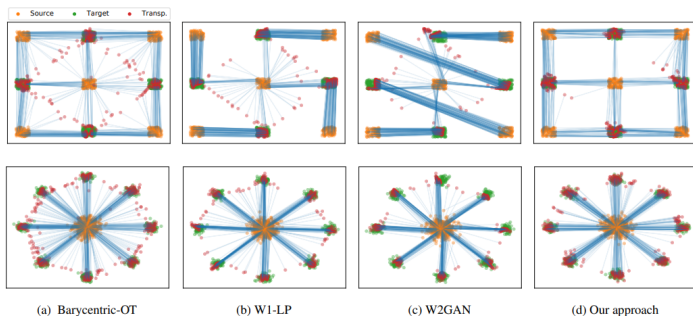 Source Target Transp.
(a) Barycentric-OT (b) W1-LP (c) W2GAN (d) Our approach